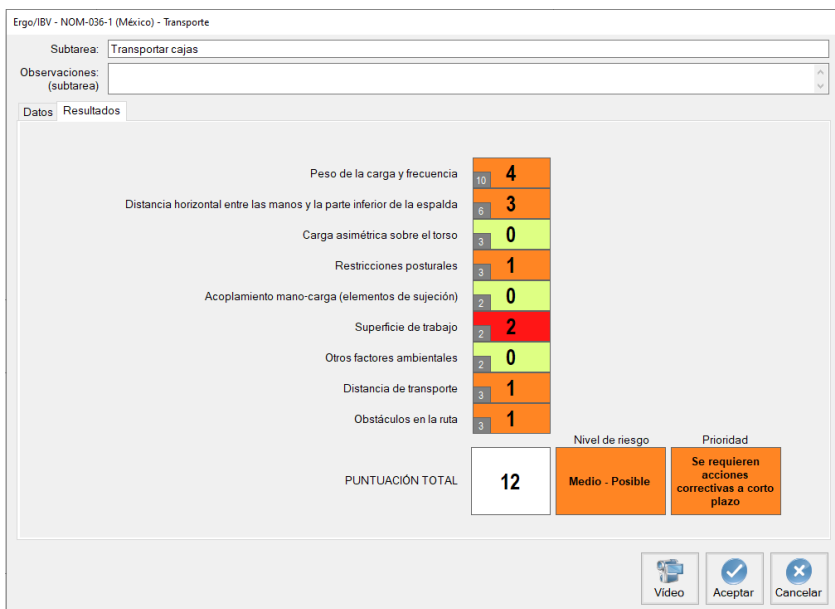 Ergo/IBV - NOM-036-1 (México) - Transporte
Subtarea: Transportar cajas
Observaciones:
(subtarea)
Datos Resultados
Peso de la carga y frecuencia 10 4
Distancia horizontal entre las manos y la parte inferior de la espalda 6 3
Carga asimétrica sobre el torso 3 0
Restricciones posturales 3 1
Acoplamiento mano-carga (elementos de sujeción) 2 0
Superficie de trabajo 2 2
Otros factores ambientales 2 0
Distancia de transporte 3 1
Obstáculos en la ruta 3 1
Nivel de riesgo Prioridad
PUNTUACIÓN TOTAL 12 Medio - Posible
Se requieren
acciones
correctivas a corto
plazo
Vídeo Aceptar Cancelar